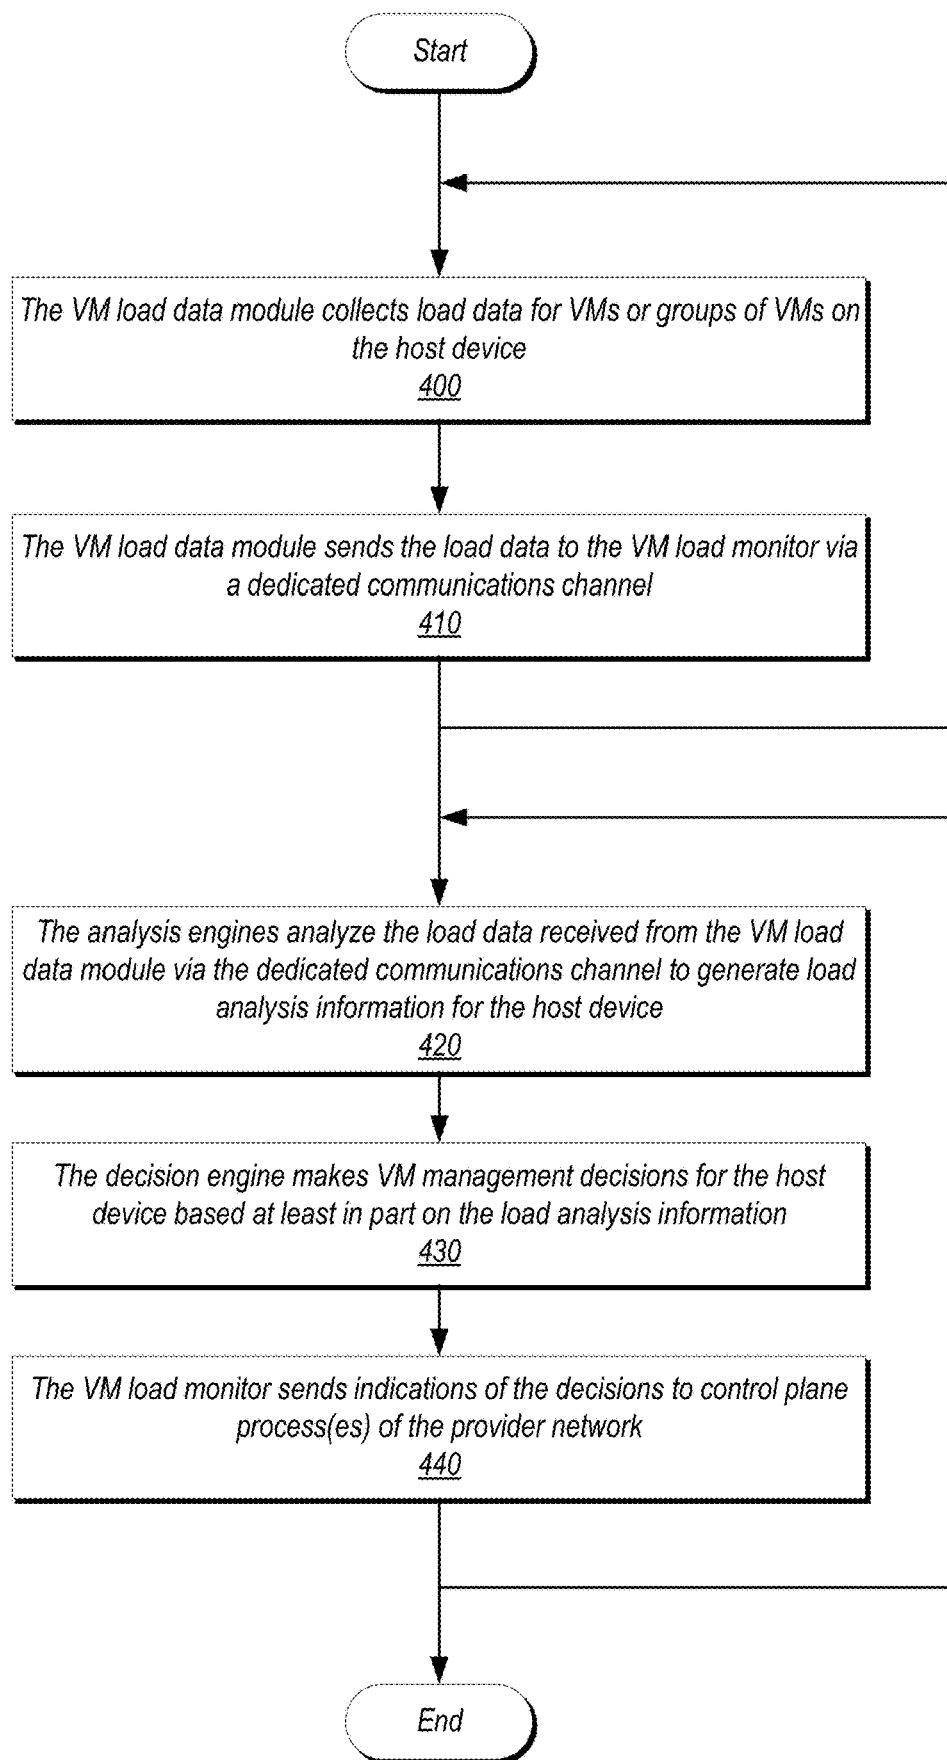 Start
The VM load data module collects load data for VMs or groups of VMs on
the host device
400
The VM load data module sends the load data to the VM load monitor via
a dedicated communications channel
410
The analysis engines analyze the load data received from the VM load
data module via the dedicated communications channel to generate load
analysis information for the host device
420
The decision engine makes VM management decisions for the host
device based at least in part on the load analysis information
430
The VM load monitor sends indications of the decisions to control plane
process(es) of the provider network
440
End